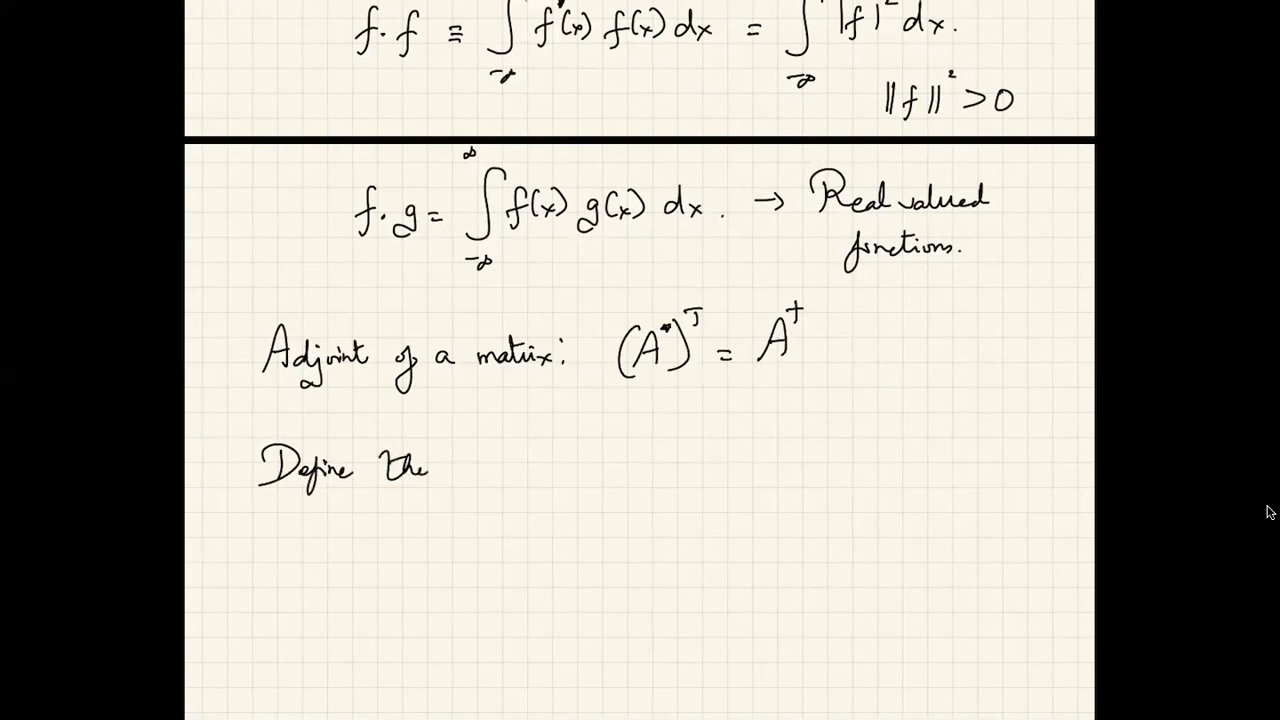 f · f ≡ ∫_{-∞} f*(x) f(x) dx = ∫_{-∞} |f|² dx.
||f||² > 0
f · g = ∫_{-∞}^{∞} f(x) g(x) dx. → Real valued
functions.
Adjoint of a matrix: (A*)ᵀ = A†
Define the